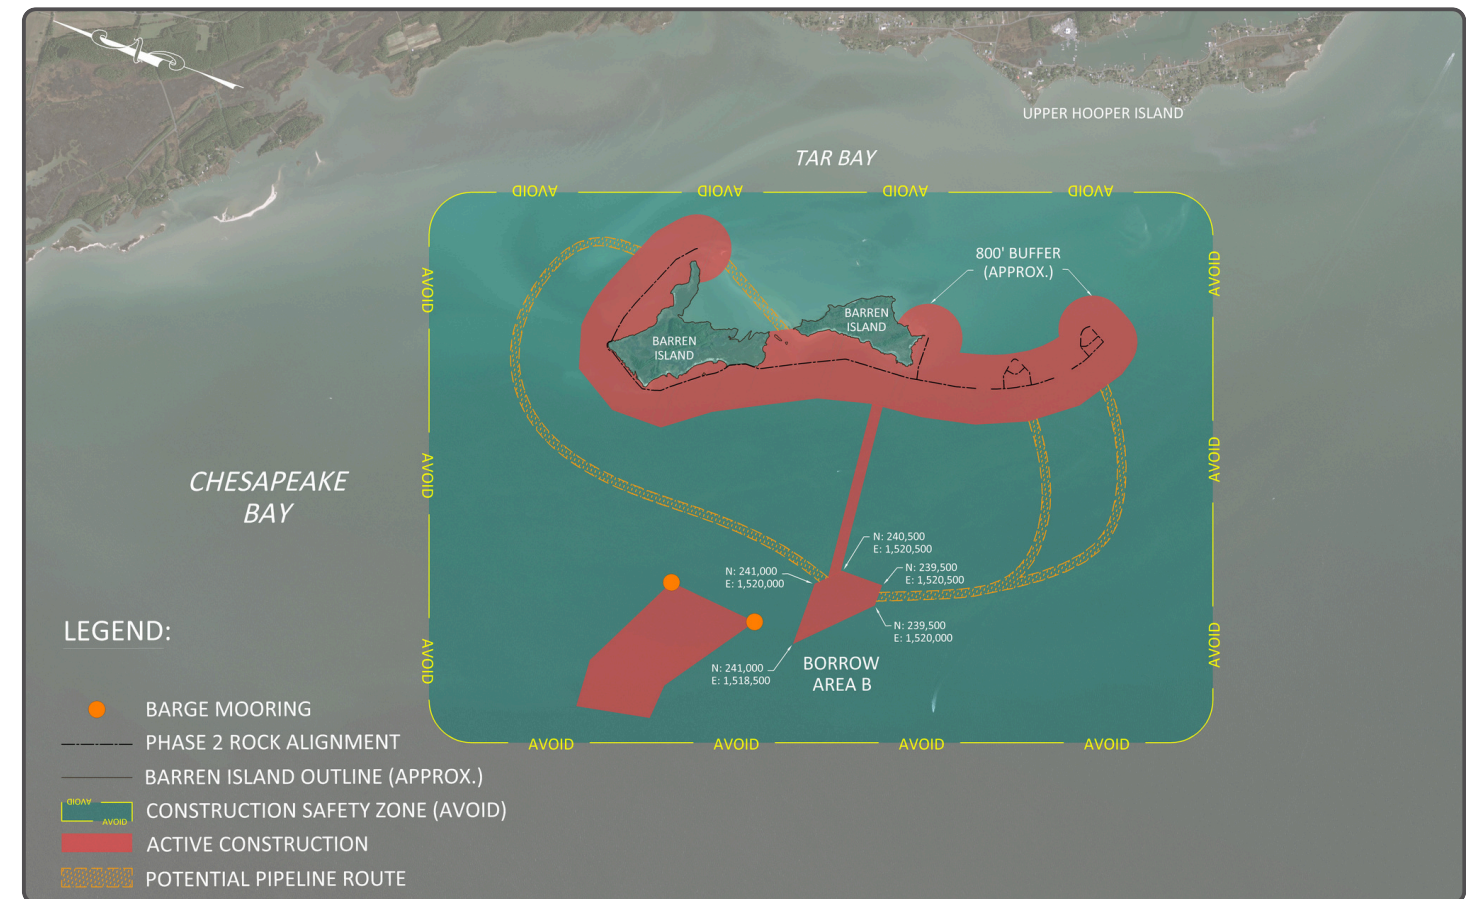 UPPER HOOPER ISLAND
TAR BAY
AVOID
AVOID
AVOID
AVOID
800' BUFFER
(APPROX.)
AVOID
AVOID
BARREN
ISLAND
BARREN
ISLAND
CHESAPEAKE
BAY
AVOID
AVOID
N: 240,500
E: 1,520,500
N: 241,000
E: 1,520,000
N: 239,500
E: 1,520,500
N: 239,500
E: 1,520,000
AVOID
AVOID
N: 241,000
E: 1,518,500
BORROW
AREA B
AVOID
AVOID
AVOID
AVOID
LEGEND:
BARGE MOORING
PHASE 2 ROCK ALIGNMENT
BARREN ISLAND OUTLINE (APPROX.)
AVOID
AVOID
CONSTRUCTION SAFETY ZONE (AVOID)
ACTIVE CONSTRUCTION
POTENTIAL PIPELINE ROUTE